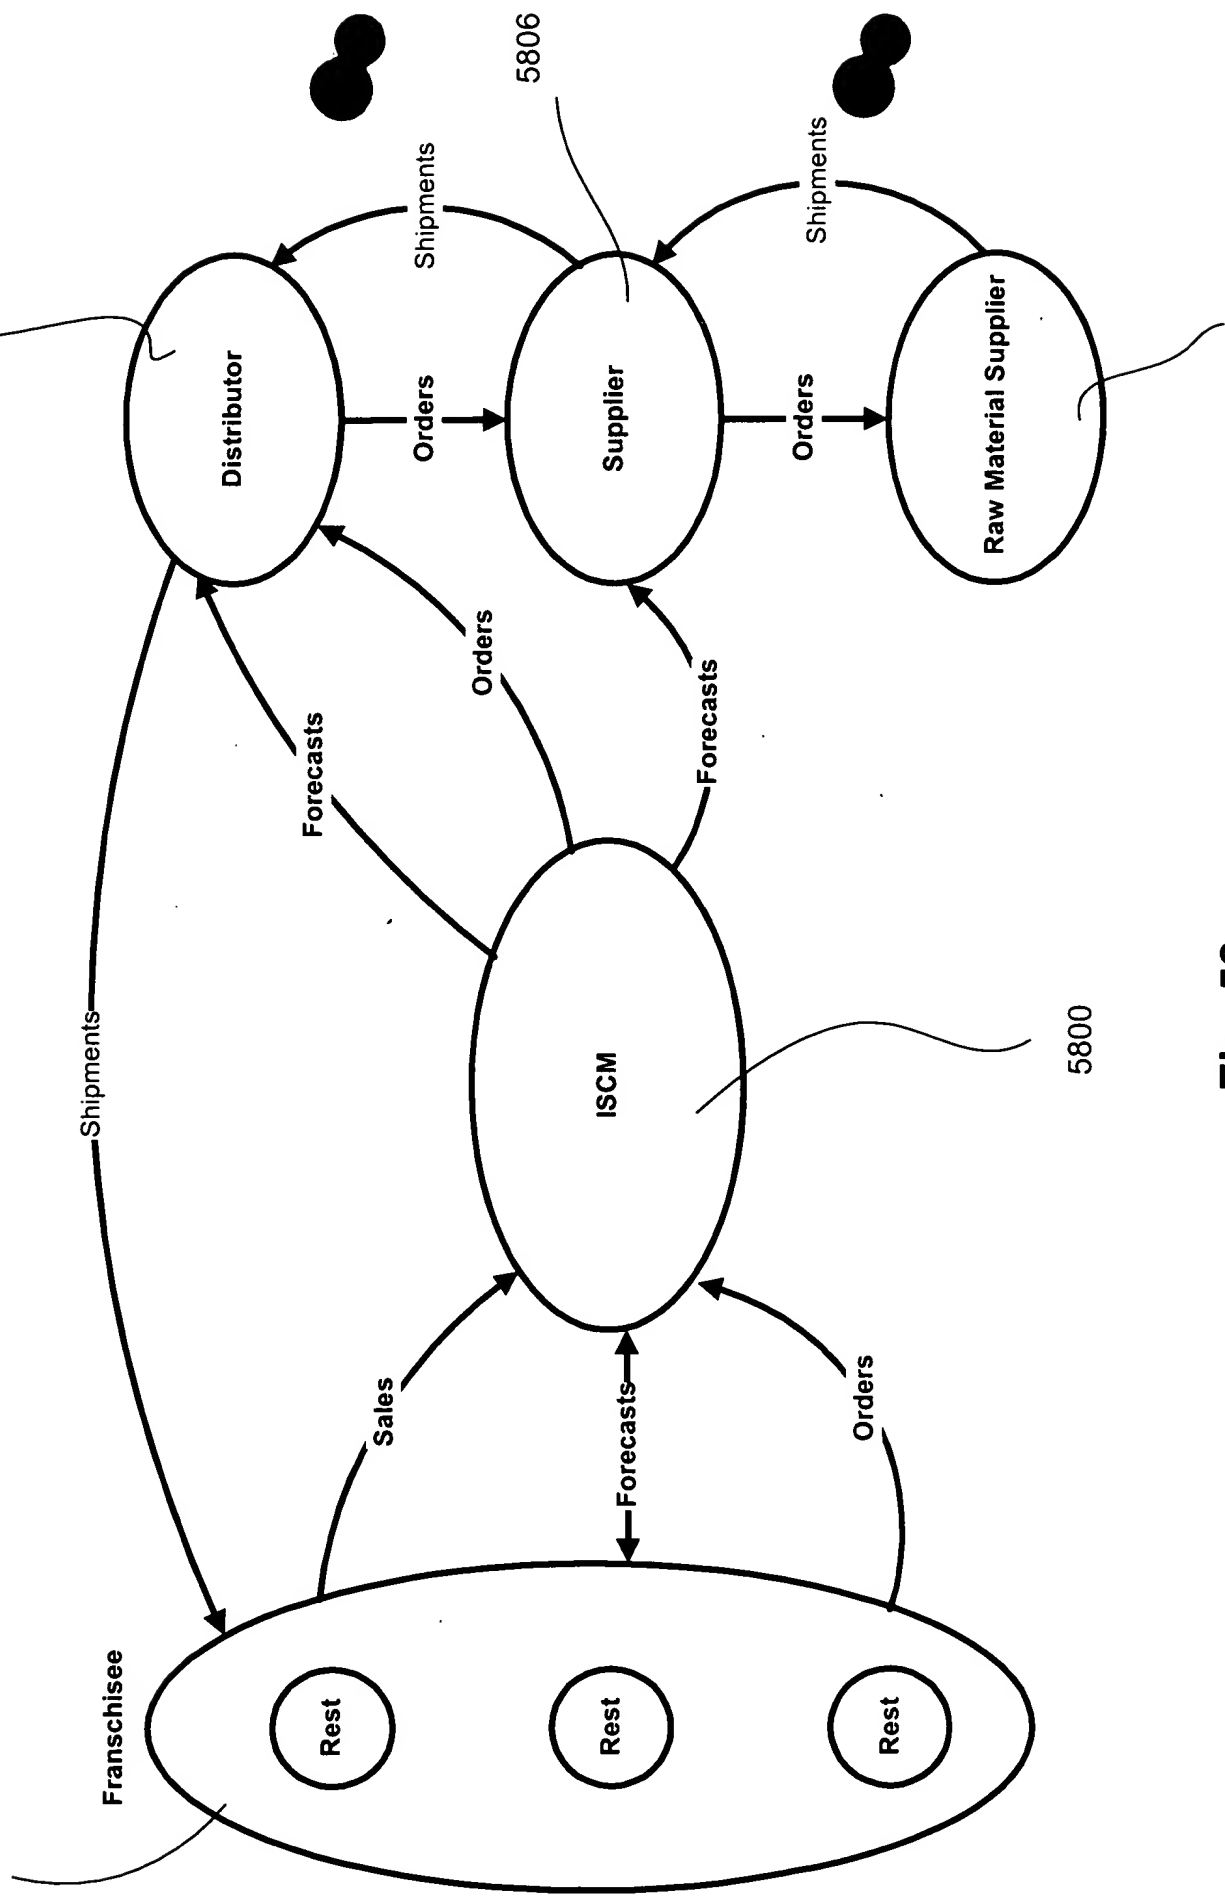 Franschisee
Rest
Rest
Rest
Shipments
Sales
Forecasts
Orders
ISCM
5800
Forecasts
Orders
Forecasts
Distributor
Orders
Supplier
Orders
Raw Material Supplier
Shipments
5806
Shipments